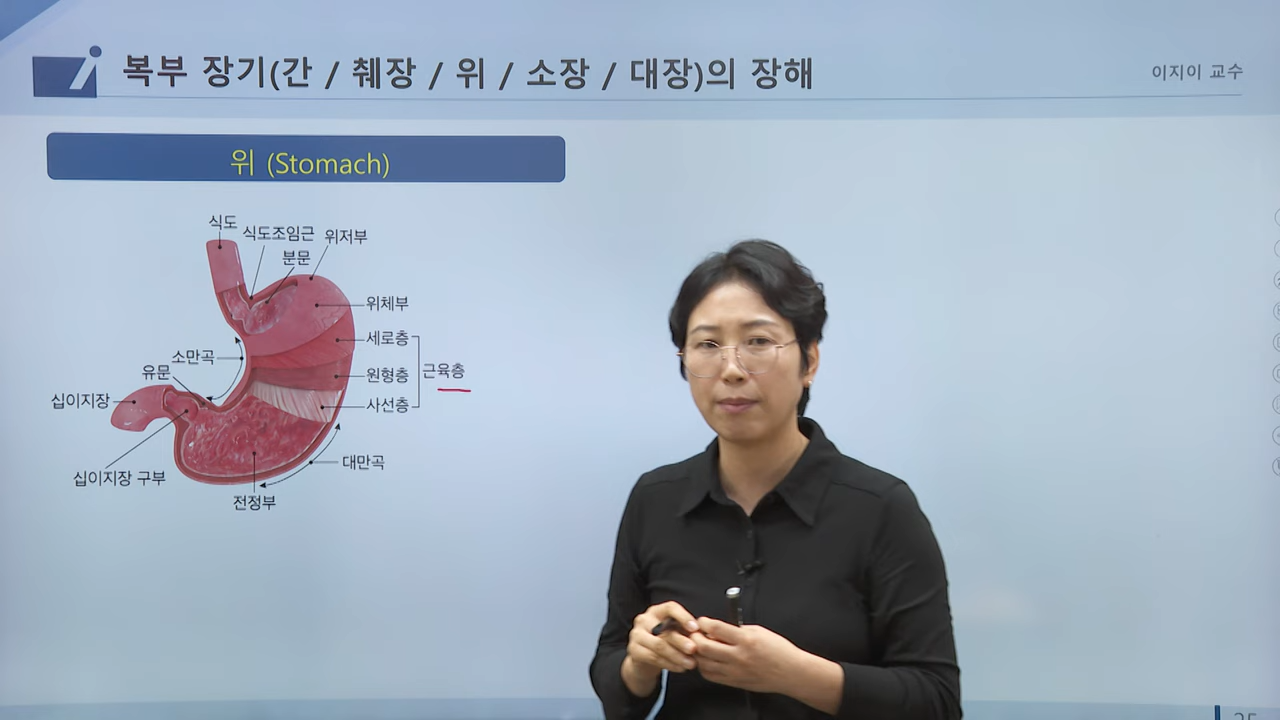 복부 장기(간 / 췌장 / 위 / 소장 / 대장)의 장해
이지이 교수
위 (Stomach)
식도
식도조임근
위저부
분문
위체부
세로층
소만곡
원형층
근육층
유문
십이지장
사선층
대만곡
십이지장 구부
전정부